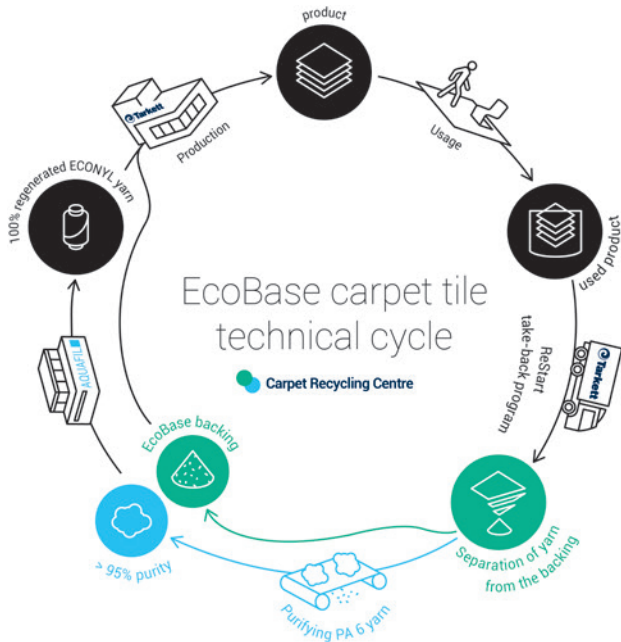 product
Tarkett
Production
Usage
100% regenerated ECONYL yarn
used product
EcoBase carpet tile
technical cycle
Carpet Recycling Centre
ReStart
take-back program
Tarkett
AQUAFIL
EcoBase backing
> 95% purity
Purifying PA 6 yarn
Separation of yarn
from the backing